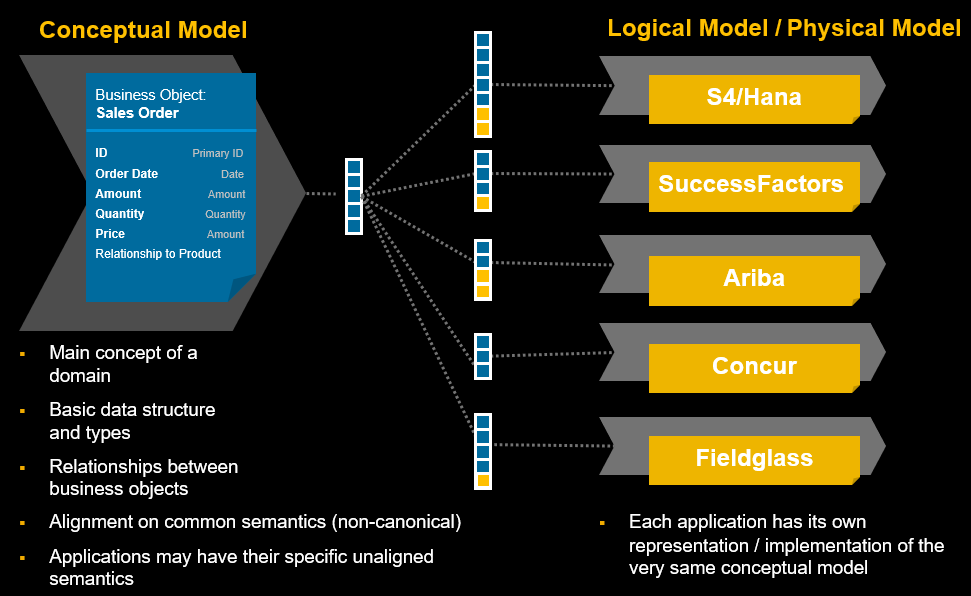 Conceptual Model
Business Object:
Sales Order
ID Primary ID
Order Date Date
Amount Amount
Quantity Quantity
Price Amount
Relationship to Product
▪ Main concept of a
domain
▪ Basic data structure
and types
▪ Relationships between
business objects
▪ Alignment on common semantics (non-canonical)
▪ Applications may have their specific unaligned
semantics
Logical Model / Physical Model
S4/Hana
SuccessFactors
Ariba
Concur
Fieldglass
▪ Each application has its own
representation / implementation of the
very same conceptual model